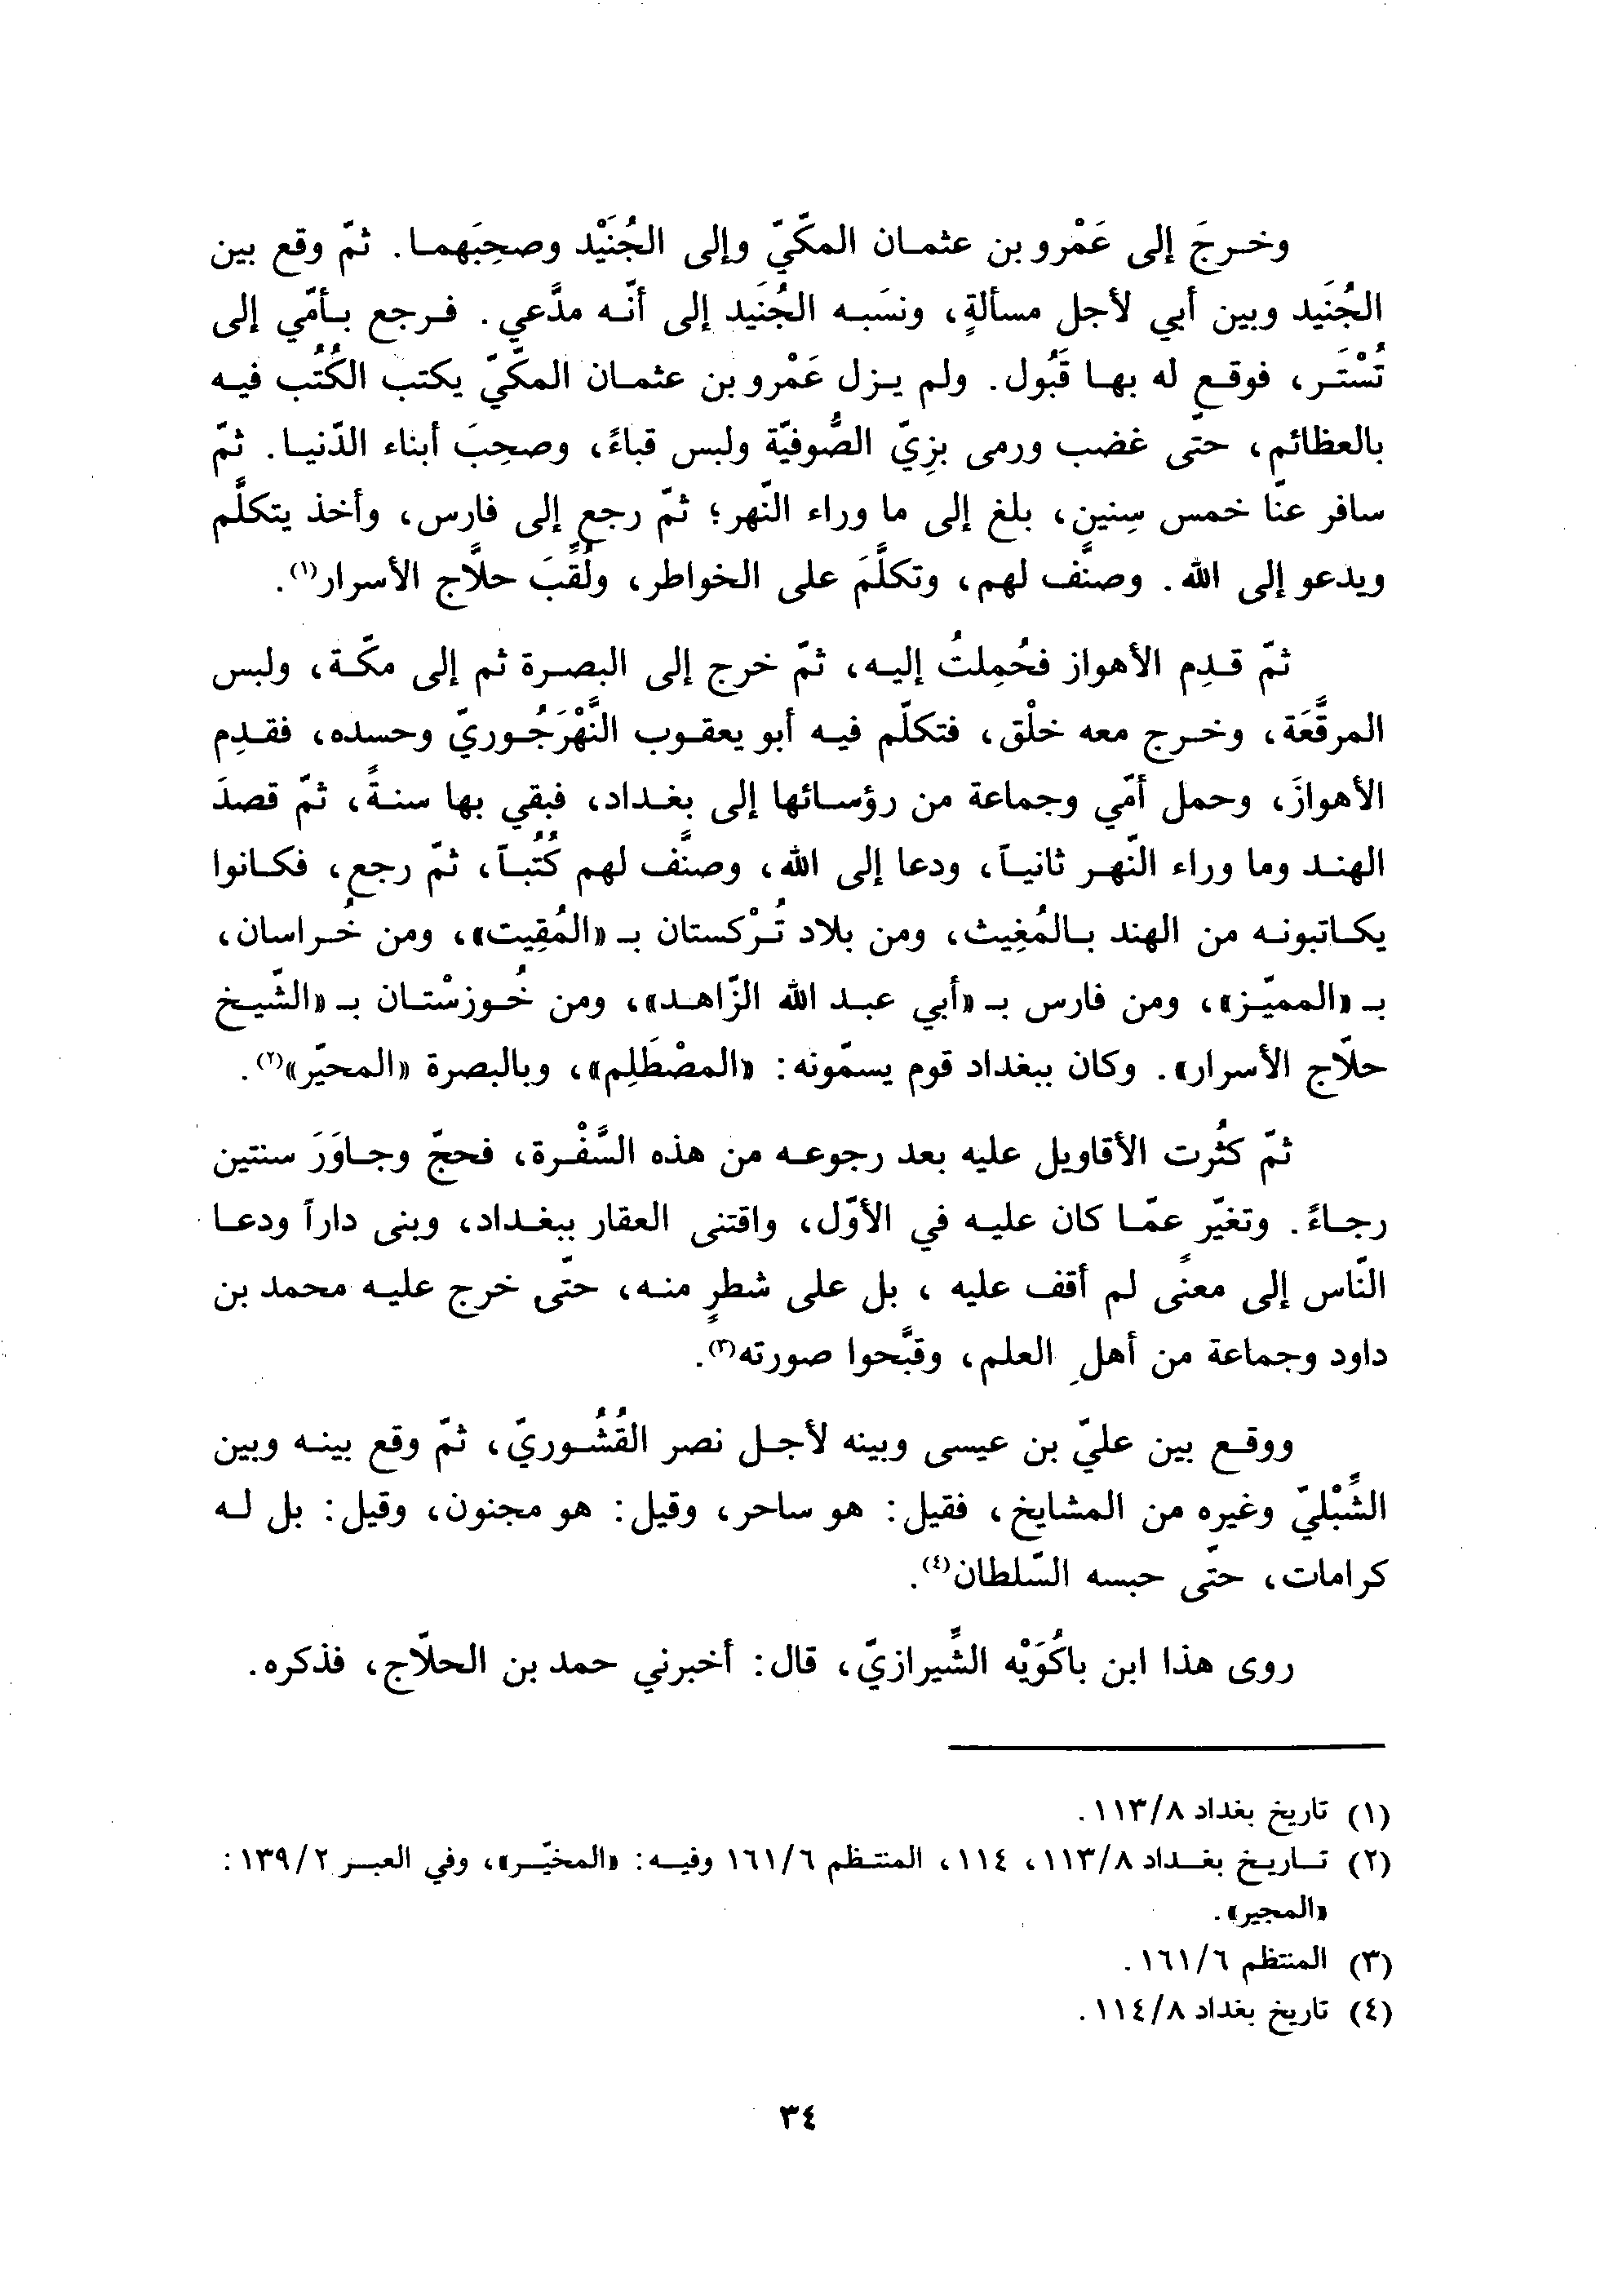 وخرجَ إلى عَمْرو بن عثمان المكّيّ وإلى الجُنَيْد وصحِبَهما. ثمّ وقع بين
الجُنَيد وبين أبي لأجل مسألةٍ، ونسَبه الجُنَيد إلى أنّه مدَّعي. فرجع بأمّي إلى
تُسْتَر، فوقع له بها قَبُول. ولم يزل عَمْرو بن عثمان المكّيّ يكتب الكُتُب فيه
بالعظائم، حتّى غضب ورمى بزِيّ الصُّوفيّة ولبس قباءً، وصحِبَ أبناء الدّنيا. ثمّ
سافر عنّا خمس سِنين، بلغ إلى ما وراء النّهر؛ ثمّ رجع إلى فارس، وأخذ يتكلَّم
ويدعو إلى الله. وصنَّف لهم، وتكلَّمَ على الخواطر، ولُقِّبَ حلاَّج الأسرار(١).
ثمّ قدِم الأهواز فحُمِلتُ إليه، ثمّ خرج إلى البصرة ثم إلى مكّة، ولبس
المرقَّعَة، وخرج معه خلْق، فتكلّم فيه أبو يعقوب النَّهْرَجُوريّ وحسده، فقدِم
الأهوازَ، وحمل أمّي وجماعة من رؤسائها إلى بغداد، فبقي بها سنةً، ثمّ قصدَ
الهند وما وراء النّهر ثانياً، ودعا إلى الله، وصنَّف لهم كُتُباً، ثمّ رجع، فكانوا
يكاتبونه من الهند بالمُغِيث، ومن بلاد تُرْكستان بـ «المُقِيت»، ومن خُراسان،
بـ «المميّز»، ومن فارس بـ «أبي عبد الله الزّاهد»، ومن خُوزسْتان بـ «الشّيخ
حلّاج الأسرار». وكان ببغداد قوم يسمّونه: «المصْطَلِم»، وبالبصرة «المحيّر»(٢).
ثمّ كثُرت الأقاويل عليه بعد رجوعه من هذه السَّفْرة، فحجّ وجاوَرَ سنتين
رجاءً. وتغيّر عمّا كان عليه في الأوّل، واقتنى العقار ببغداد، وبنى داراً ودعا
النّاس إلى معنًى لم أقف عليه ، بل على شطرٍ منه، حتّى خرج عليه محمد بن
داود وجماعة من أهل العلم، وقبَّحوا صورته(٣).
ووقع بين عليّ بن عيسى وبينه لأجل نصر القُشُوريّ، ثمّ وقع بينه وبين
الشِّبْليّ وغيره من المشايخ، فقيل: هو ساحر، وقيل: هو مجنون، وقيل: بل له
كرامات، حتّى حبسه السّلطان(٤).
روى هذا ابن باكُوَيْه الشّيرازيّ، قال: أخبرني حمد بن الحلّاج، فذكره.
(١) تاريخ بغداد ١١٣/٨.
(٢) تاريخ بغداد ١١٣/٨، ١١٤، المنتظم ١٦١/٦ وفيه: «المخيّر»، وفي العبر ١٣٩/٢:
«المجير».
(٣) المنتظم ١٦١/٦.
(٤) تاريخ بغداد ١١٤/٨.
٣٤